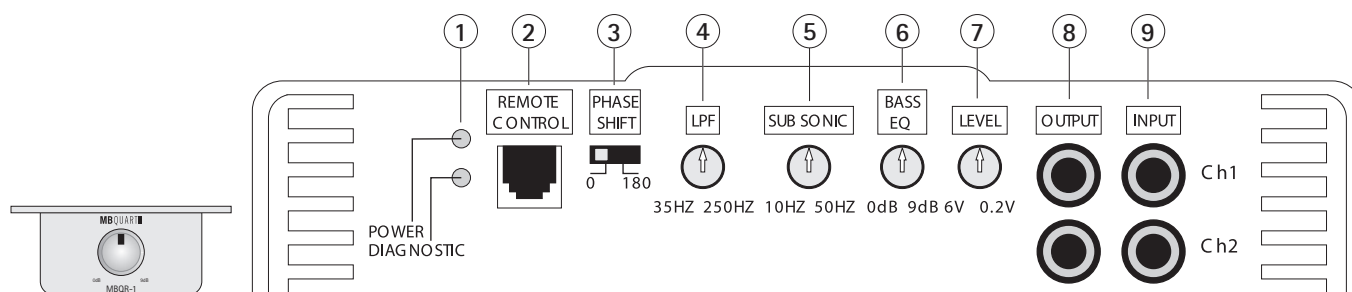 1 2 3 4 5 6 7 8 9
REMOTE CONTROL
PHASE SHIFT
LPF
SUB SONIC
BASS EQ
LEVEL
OUTPUT
INPUT
Ch1
0 180
35HZ 250HZ 10HZ 50HZ 0dB 9dB 6V 0.2V
POWER
DIAGNOSTIC
Ch2
MBQUART
MBQR-1